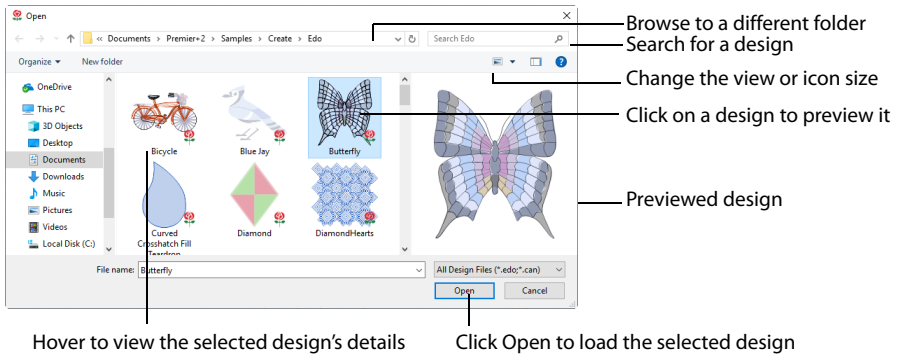 Open
« Documents › Premier+2 › Samples › Create › Edo
Search Edo
Browse to a different folder
Search for a design
Organize
New folder
Change the view or icon size
OneDrive
This PC
3D Objects
Desktop
Documents
Downloads
Music
Pictures
Videos
Local Disk (C:)
Bicycle
Blue Jay
Butterfly
Click on a design to preview it
Curved
Crosshatch Fill
Teardrop
Diamond
DiamondHearts
Previewed design
File name:
Butterfly
All Design Files (*.edo;*.can)
Open
Cancel
Hover to view the selected design’s details
Click Open to load the selected design